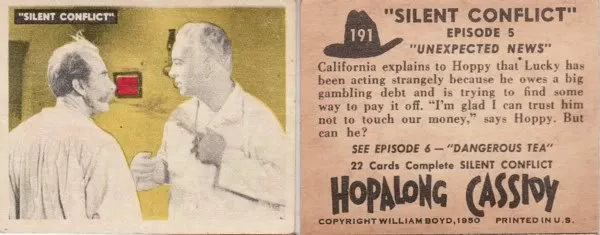 "SILENT CONFLICT"
191
"SILENT CONFLICT"
EPISODE 5
"UNEXPECTED NEWS"
California explains to Hoppy that Lucky has
been acting strangely because he owes a big
gambling debt and is trying to find some
way to pay it off. "I'm glad I can trust him
not to touch our money," says Hoppy. But
can he?
SEE EPISODE 6 — "DANGEROUS TEA"
22 Cards Complete SILENT CONFLICT
HOPALONG CASSIDY
COPYRIGHT WILLIAM BOYD, 1950 PRINTED IN U.S.